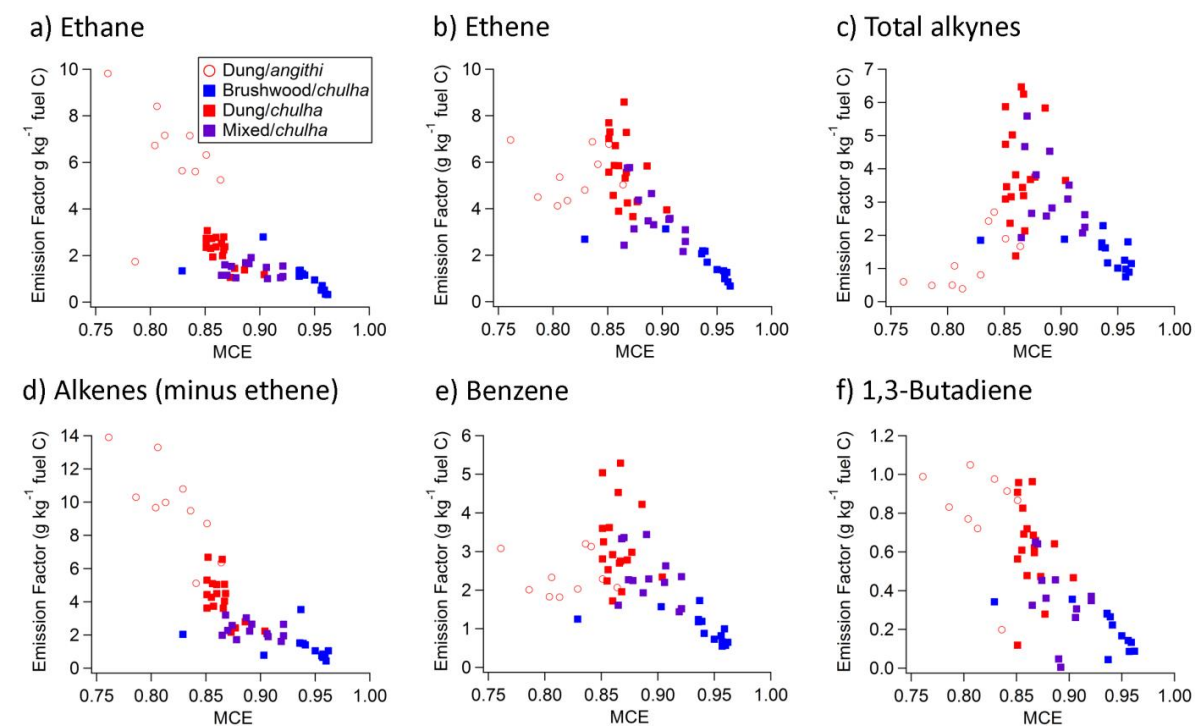 a) Ethane
b) Ethene
c) Total alkynes
Emission Factor g kg⁻¹ fuel C)
10
8
6
4
2
0
0.75 0.80 0.85 0.90 0.95 1.00
MCE
Dung/angithi
Brushwood/chulha
Dung/chulha
Mixed/chulha
Emission Factor (g kg⁻¹ fuel C)
10
8
6
4
2
0
0.75 0.80 0.85 0.90 0.95 1.00
MCE
Emission Factor (g kg⁻¹ fuel C)
7
6
5
4
3
2
1
0
0.75 0.80 0.85 0.90 0.95 1.00
MCE
d) Alkenes (minus ethene)
e) Benzene
f) 1,3-Butadiene
Emission Factor (g kg⁻¹ fuel C)
14
12
10
8
6
4
2
0
0.75 0.80 0.85 0.90 0.95 1.00
MCE
Emission Factor (g kg⁻¹ fuel C)
6
5
4
3
2
1
0
0.75 0.80 0.85 0.90 0.95 1.00
MCE
Emission Factor (g kg⁻¹ fuel C)
1.2
1.0
0.8
0.6
0.4
0.2
0.0
0.75 0.80 0.85 0.90 0.95 1.00
MCE